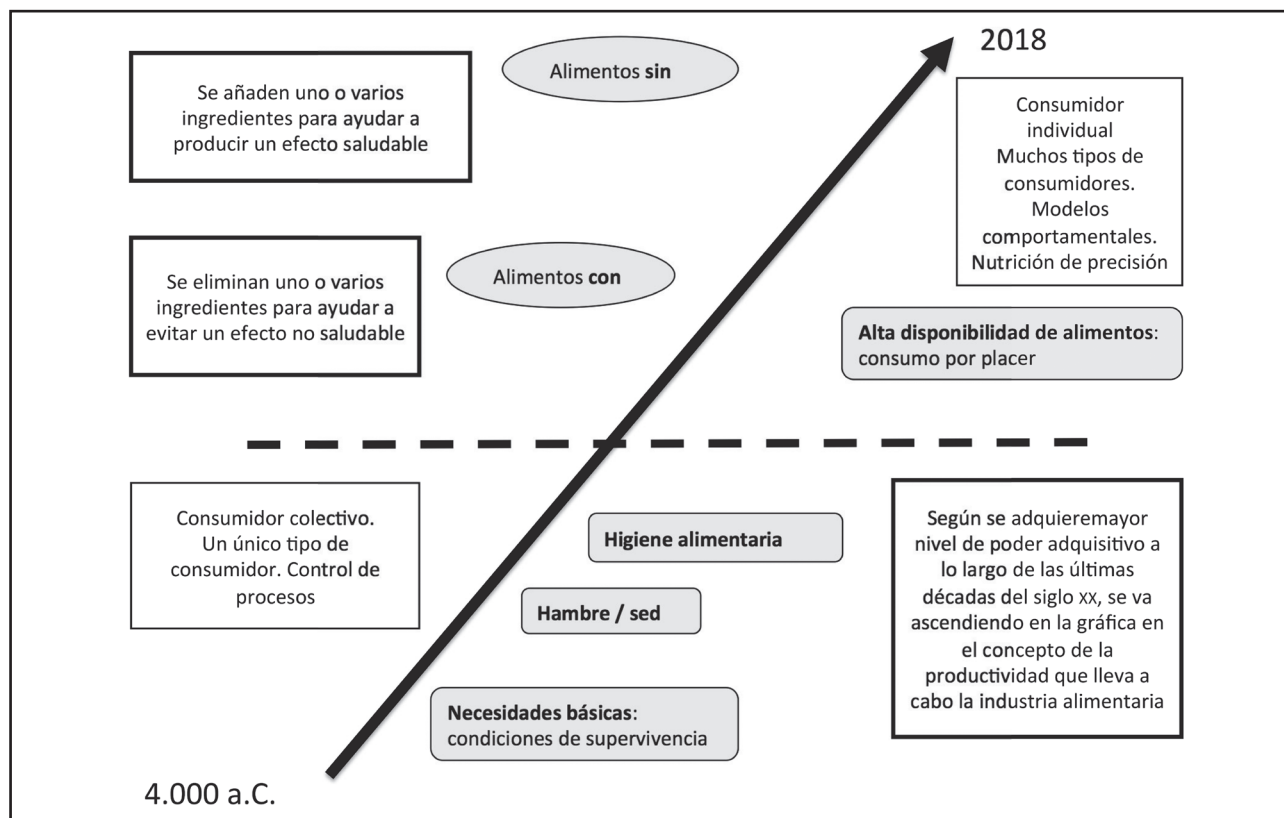 2018
Alimentos sin
Se añaden uno o varios
ingredientes para ayudar a
producir un efecto saludable
Consumidor
individual
Muchos tipos de
consumidores.
Modelos
comportamentales.
Nutrición de precisión
Alimentos con
Se eliminan uno o varios
ingredientes para ayudar a
evitar un efecto no saludable
Alta disponibilidad de alimentos:
consumo por placer
Consumidor colectivo.
Un único tipo de
consumidor. Control de
procesos
Higiene alimentaria
Hambre / sed
Necesidades básicas:
condiciones de supervivencia
Según se adquieremayor
nivel de poder adquisitivo a
lo largo de las últimas
décadas del siglo XX, se va
ascendiendo en la gráfica en
el concepto de la
productividad que lleva a
cabo la industria alimentaria
4.000 a.C.